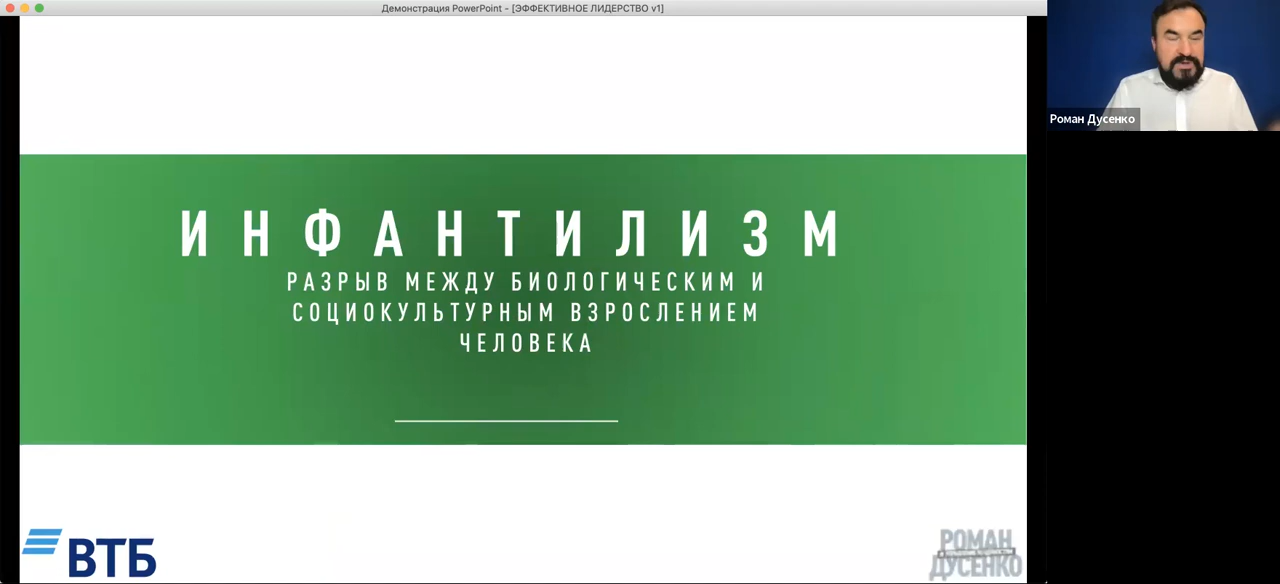 Демонстрация PowerPoint - [ЭФФЕКТИВНОЕ ЛИДЕРСТВО v1]
Роман Дусенко
ИНФАНТИЛИЗМ
РАЗРЫВ МЕЖДУ БИОЛОГИЧЕСКИМ И
СОЦИОКУЛЬТУРНЫМ ВЗРОСЛЕНИЕМ
ЧЕЛОВЕКА
ВТБ
РОМАН
ДУСЕНКО